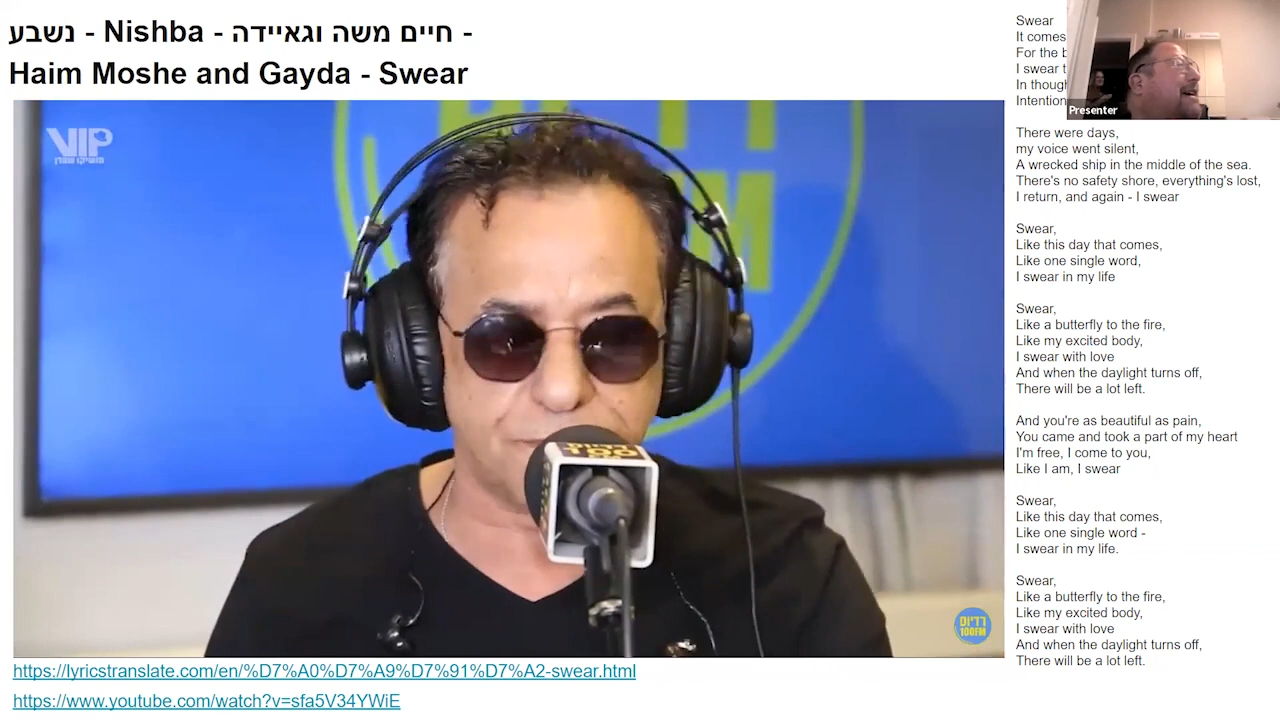 נשבע - Nishba - חיים משה וגאיידה -
Haim Moshe and Gayda - Swear
VIP
רדיוס
100FM
https://lyricstranslate.com/en/%D7%A0%D7%A9%D7%91%D7%A2-swear.html
https://www.youtube.com/watch?v=sfa5V34YWiE
Swear
It comes
For the
I swear
In
Intention
Presenter
There were days,
my voice went silent,
A wrecked ship in the middle of the sea.
There's no safety shore, everything's lost,
I return, and again - I swear
Swear,
Like this day that comes,
Like one single word,
I swear in my life
Swear,
Like a butterfly to the fire,
Like my excited body,
I swear with love
And when the daylight turns off,
There will be a lot left.
And you're as beautiful as pain,
You came and took a part of my heart
I'm free, I come to you,
Like I am, I swear
Swear,
Like this day that comes,
Like one single word -
I swear in my life.
Swear,
Like a butterfly to the fire,
Like my excited body,
I swear with love
And when the daylight turns off,
There will be a lot left.